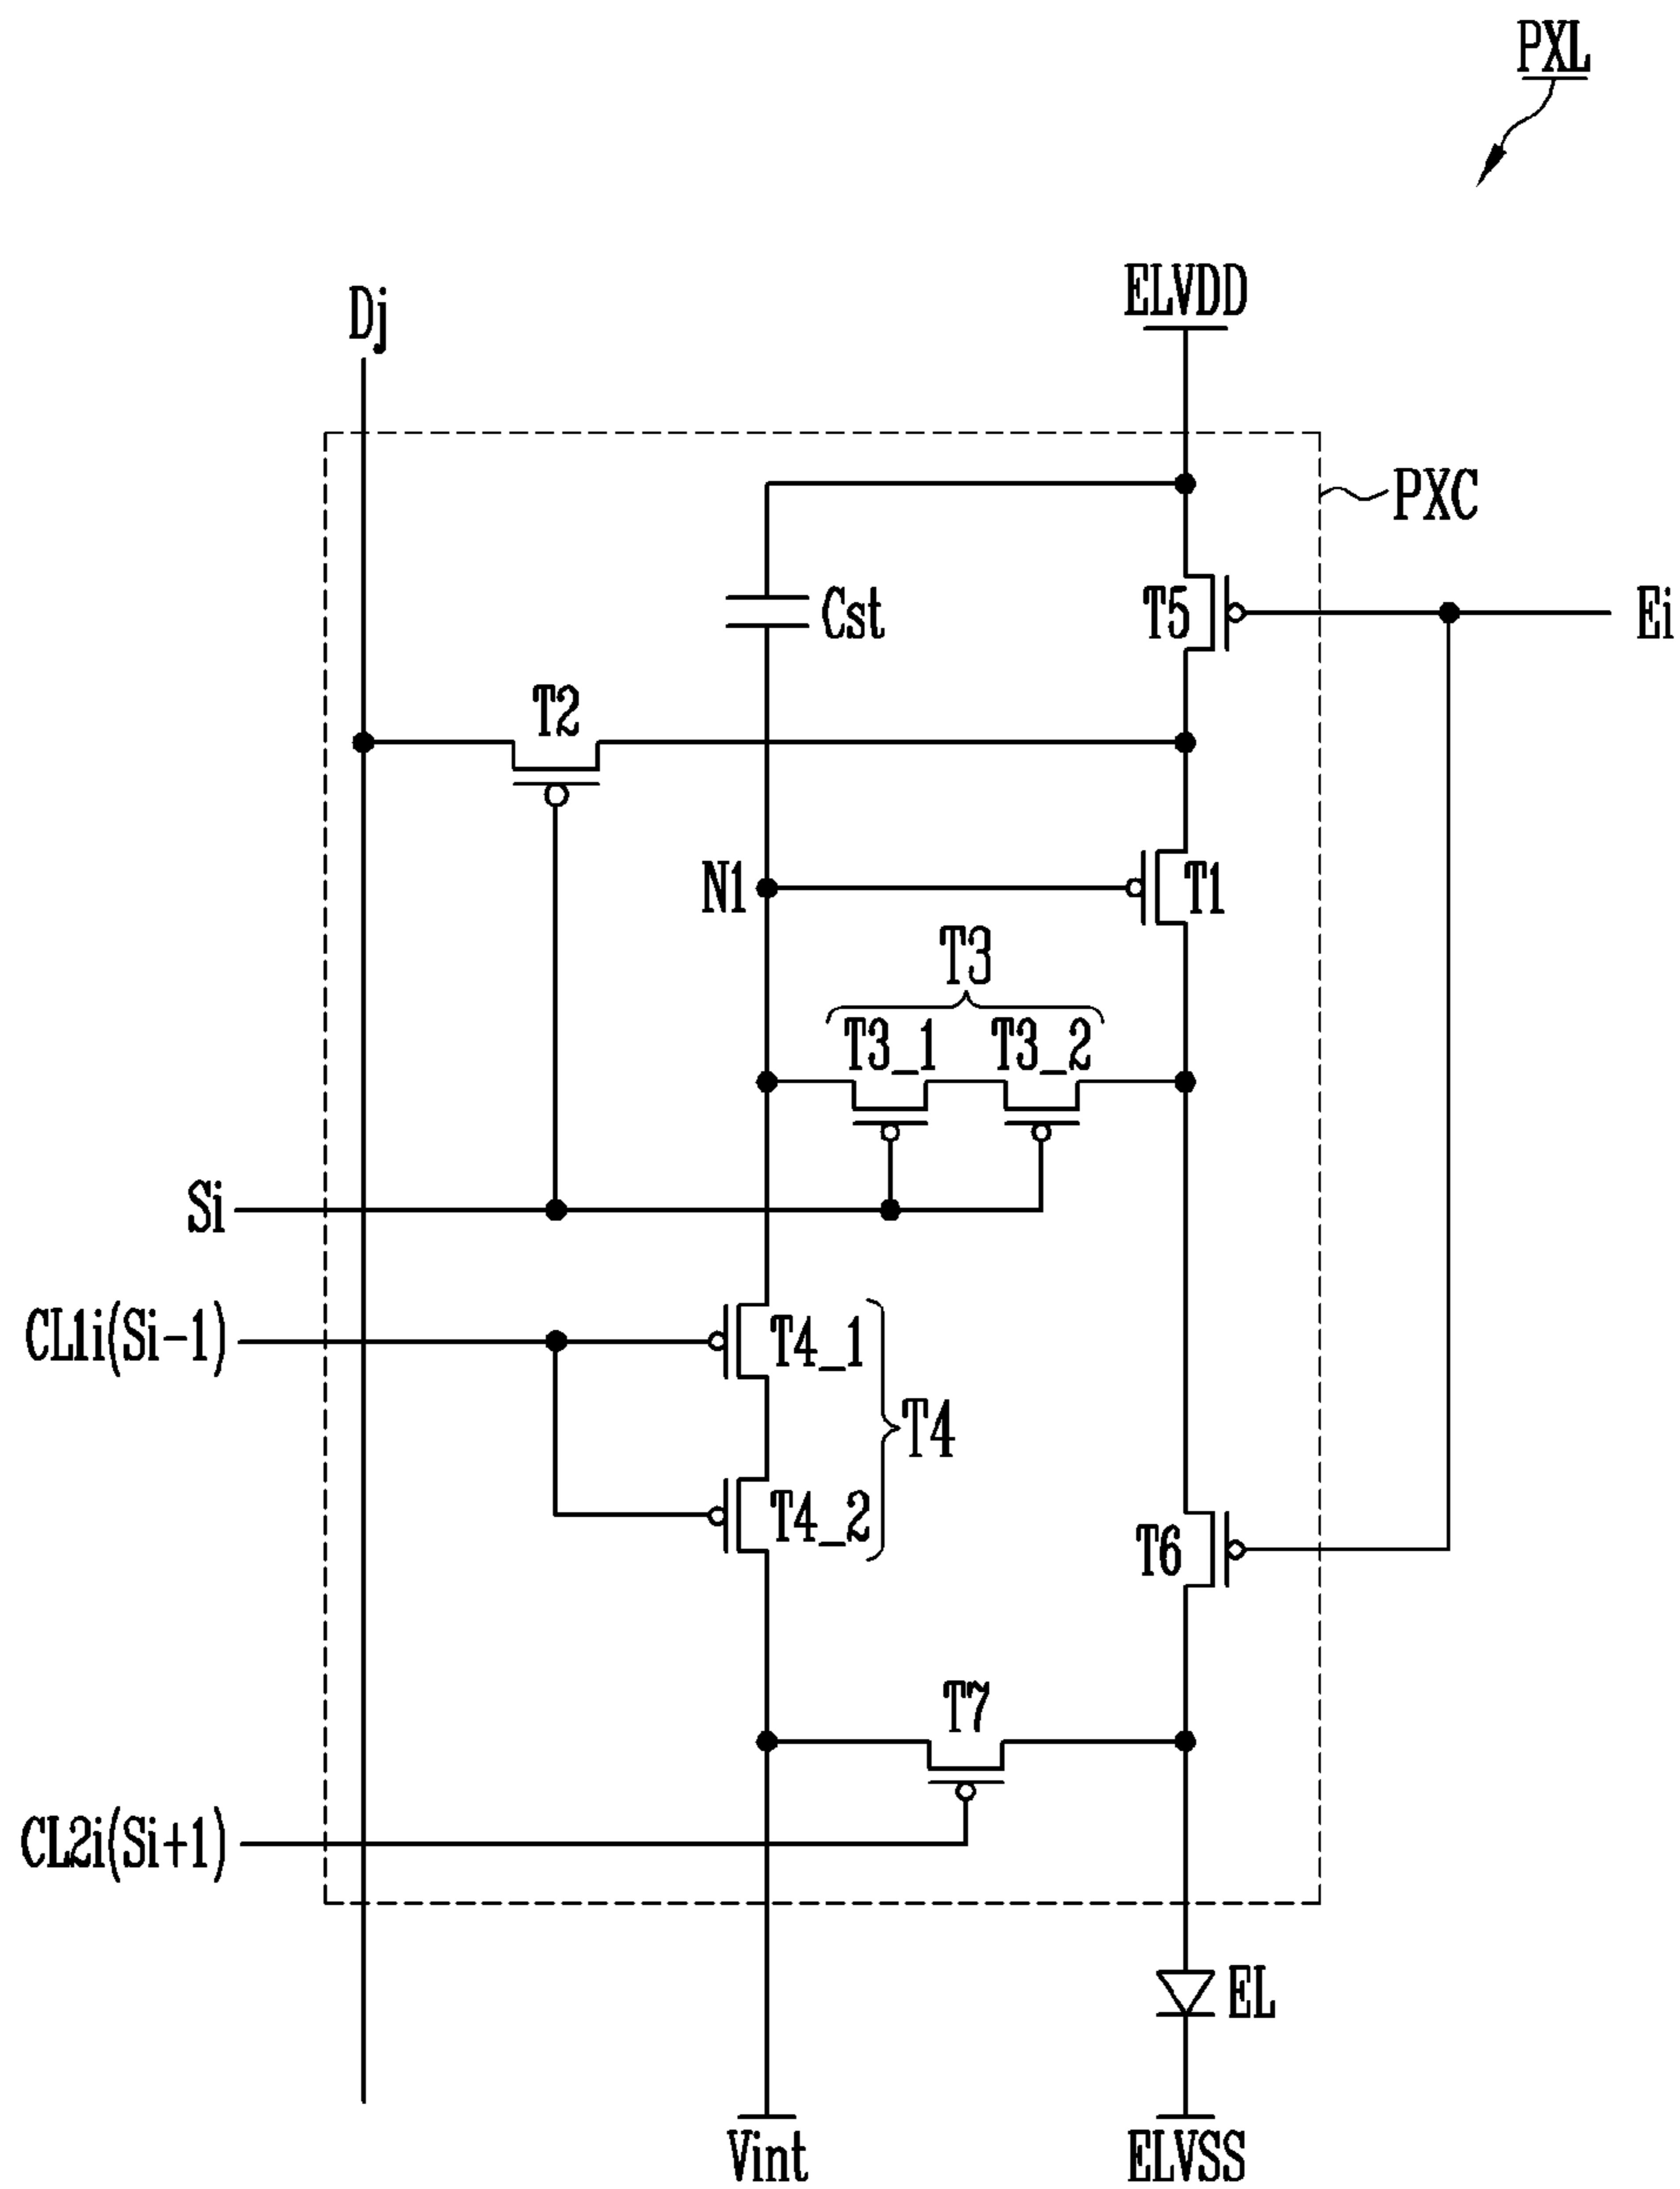 PXL
ELVDD
Dj
PXC
Cst
T5
Ei
T2
N1
T1
T3
T3_1
T3_2
Si
CL1i(Si-1)
T4_1
T4
T4_2
T6
T7
CL2i(Si+1)
EL
Vint
ELVSS